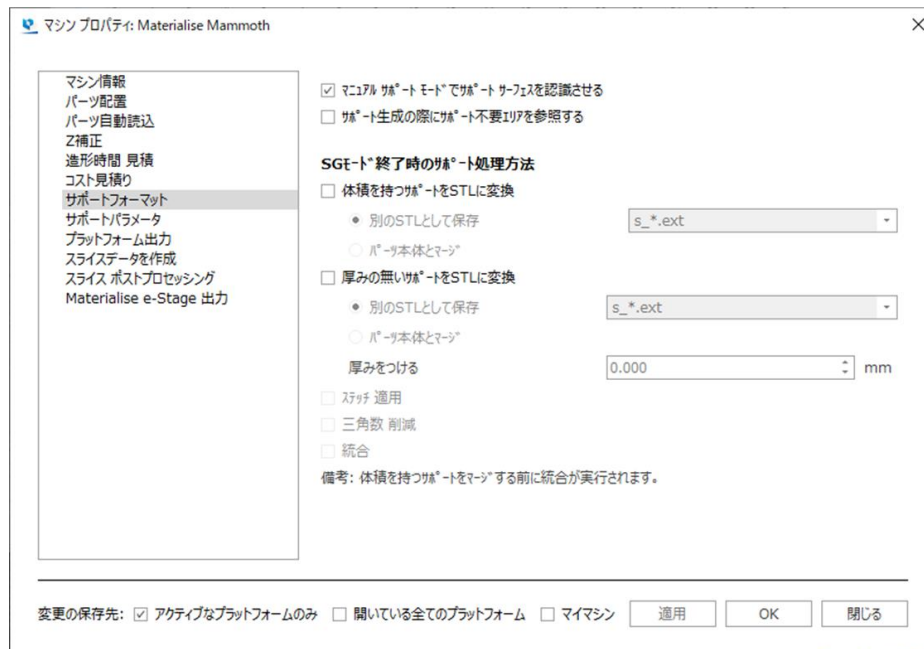 マシン プロパティ: Materialise Mammoth
マシン情報
パーツ配置
パーツ自動読込
Z補正
造形時間 見積
コスト見積り
サポートフォーマット
サポートパラメータ
プラットフォーム出力
スライスデータを作成
スライス ポストプロセッシング
Materialise e-Stage 出力
ﾏﾆｭｱﾙ ｻﾎﾟｰﾄ ﾓｰﾄﾞでｻﾎﾟｰﾄ ｻｰﾌｪｽを認識させる
ｻﾎﾟｰﾄ生成の際にｻﾎﾟｰﾄ不要ｴﾘｱを参照する
SGﾓｰﾄﾞ終了時のｻﾎﾟｰﾄ処理方法
体積を持つｻﾎﾟｰﾄをSTLに変換
別のSTLとして保存 s_*.ext
ﾊﾟｰﾂ本体とﾏｰｼﾞ
厚みの無いｻﾎﾟｰﾄをSTLに変換
別のSTLとして保存 s_*.ext
ﾊﾟｰﾂ本体とﾏｰｼﾞ
厚みをつける 0.000 mm
ｽﾃｯﾁ 適用
三角数 削減
統合
備考: 体積を持つｻﾎﾟｰﾄをﾏｰｼﾞする前に統合が実行されます。
変更の保存先: アクティブなプラットフォームのみ 開いている全てのプラットフォーム マイマシン 適用 OK 閉じる